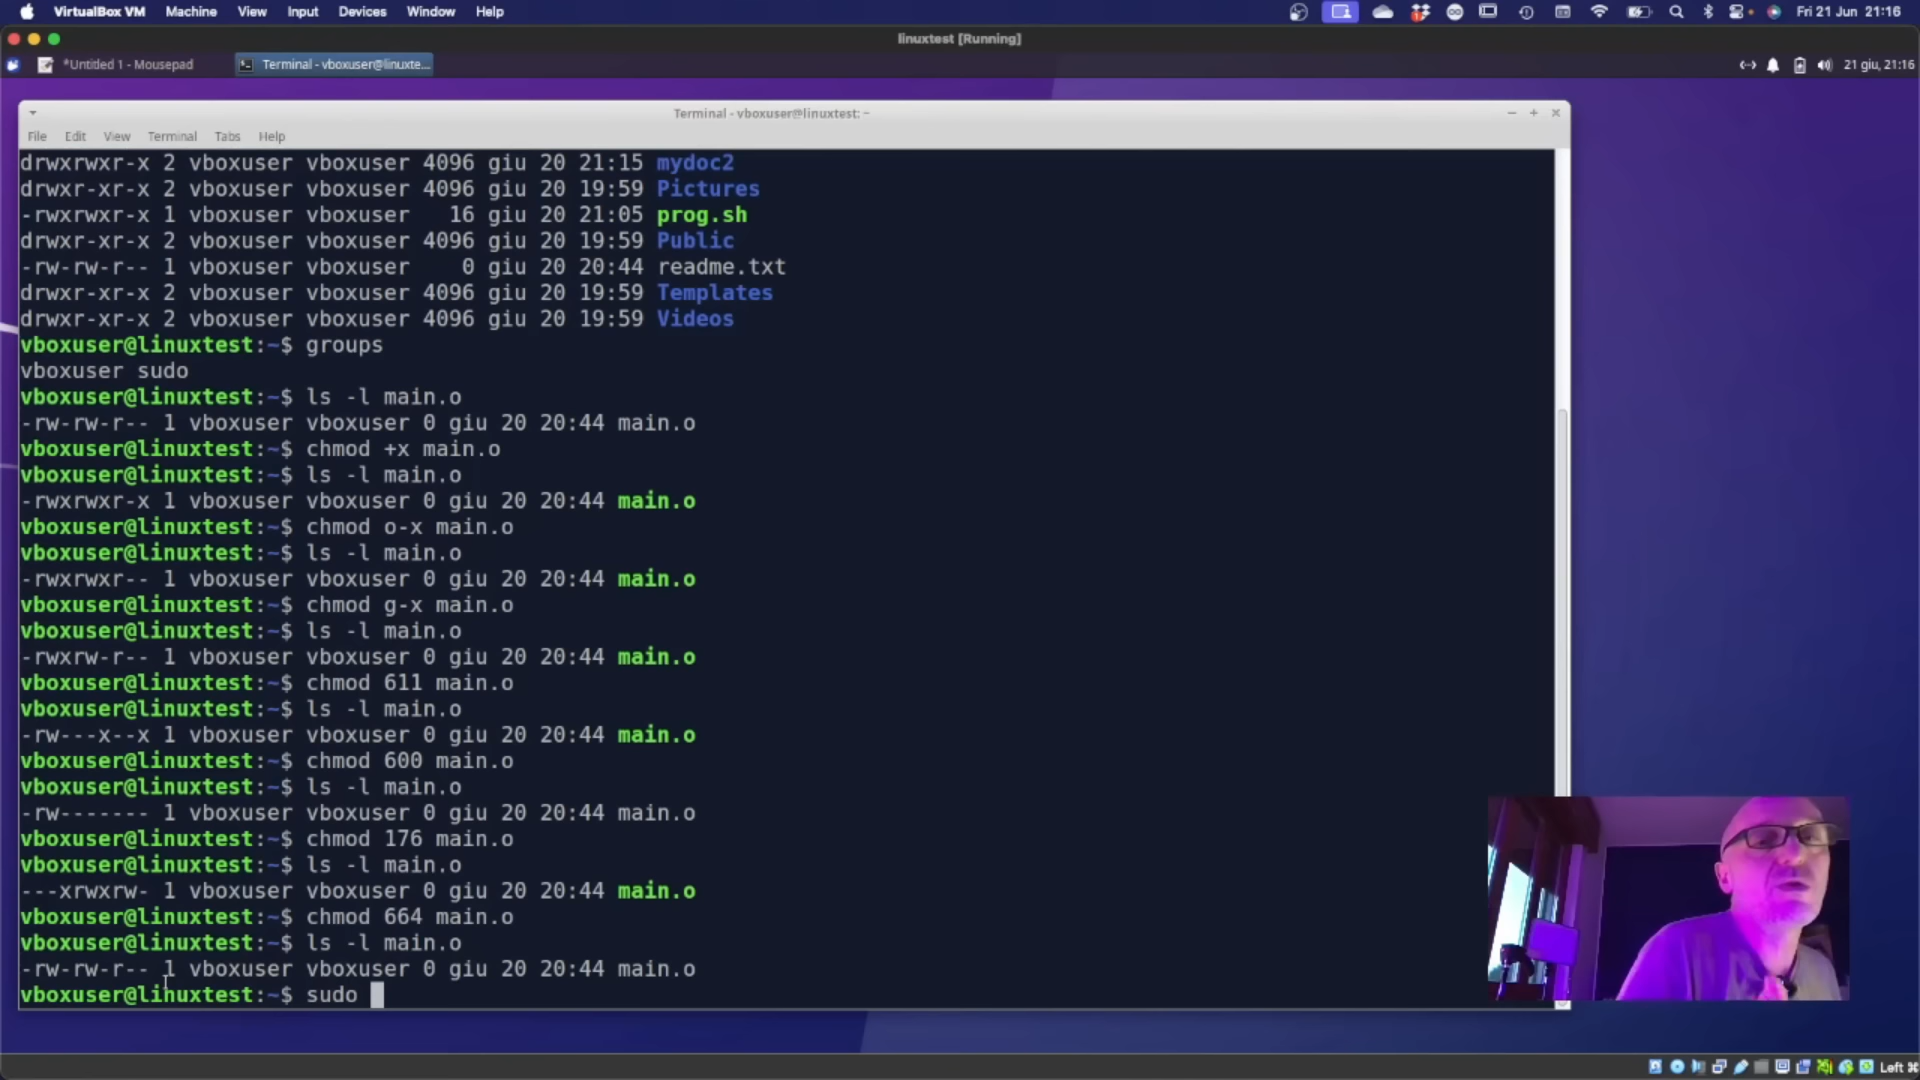 VirtualBox VM Machine View Input Devices Window Help Fri 21 Jun 21:16
linuxtest [Running]
*Untitled 1 - Mousepad Terminal - vboxuser@linuxte... 21 giu, 21:16
Terminal - vboxuser@linuxtest: ~
File Edit View Terminal Tabs Help
drwxrwxr-x 2 vboxuser vboxuser 4096 giu 20 21:15 mydoc2
drwxr-xr-x 2 vboxuser vboxuser 4096 giu 20 19:59 Pictures
-rwxrwxr-x 1 vboxuser vboxuser   16 giu 20 21:05 prog.sh
drwxr-xr-x 2 vboxuser vboxuser 4096 giu 20 19:59 Public
-rw-rw-r-- 1 vboxuser vboxuser    0 giu 20 20:44 readme.txt
drwxr-xr-x 2 vboxuser vboxuser 4096 giu 20 19:59 Templates
drwxr-xr-x 2 vboxuser vboxuser 4096 giu 20 19:59 Videos
vboxuser@linuxtest:~$ groups
vboxuser sudo
vboxuser@linuxtest:~$ ls -l main.o
-rw-rw-r-- 1 vboxuser vboxuser 0 giu 20 20:44 main.o
vboxuser@linuxtest:~$ chmod +x main.o
vboxuser@linuxtest:~$ ls -l main.o
-rwxrwxr-x 1 vboxuser vboxuser 0 giu 20 20:44 main.o
vboxuser@linuxtest:~$ chmod o-x main.o
vboxuser@linuxtest:~$ ls -l main.o
-rwxrwxr-- 1 vboxuser vboxuser 0 giu 20 20:44 main.o
vboxuser@linuxtest:~$ chmod g-x main.o
vboxuser@linuxtest:~$ ls -l main.o
-rwxrw-r-- 1 vboxuser vboxuser 0 giu 20 20:44 main.o
vboxuser@linuxtest:~$ chmod 611 main.o
vboxuser@linuxtest:~$ ls -l main.o
-rw---x--x 1 vboxuser vboxuser 0 giu 20 20:44 main.o
vboxuser@linuxtest:~$ chmod 600 main.o
vboxuser@linuxtest:~$ ls -l main.o
-rw------- 1 vboxuser vboxuser 0 giu 20 20:44 main.o
vboxuser@linuxtest:~$ chmod 176 main.o
vboxuser@linuxtest:~$ ls -l main.o
---xrwxrw- 1 vboxuser vboxuser 0 giu 20 20:44 main.o
vboxuser@linuxtest:~$ chmod 664 main.o
vboxuser@linuxtest:~$ ls -l main.o
-rw-rw-r-- 1 vboxuser vboxuser 0 giu 20 20:44 main.o
vboxuser@linuxtest:~$ sudo
Left ⌘